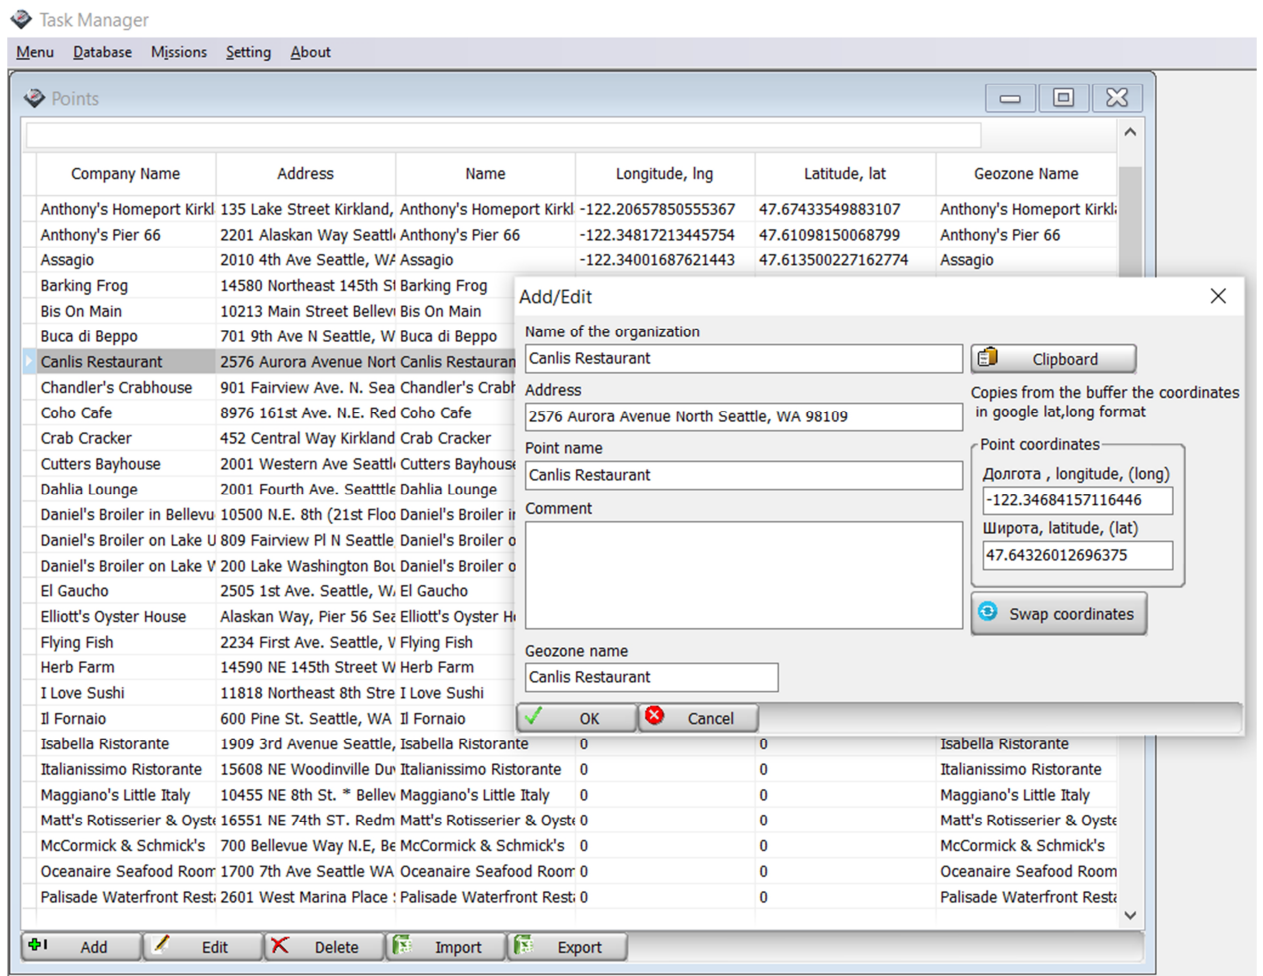 Task Manager
Menu Database Missions Setting About
Points
Company Name Address Name Longitude, lng Latitude, lat Geozone Name
Anthony's Homeport Kirkl 135 Lake Street Kirkland, Anthony's Homeport Kirkl -122.20657850555367 47.67433549883107 Anthony's Homeport Kirkl
Anthony's Pier 66 2201 Alaskan Way Seattl Anthony's Pier 66 -122.34817213445754 47.61098150068799 Anthony's Pier 66
Assagio 2010 4th Ave Seattle, WA Assagio -122.34001687621443 47.613500227162774 Assagio
Barking Frog 14580 Northeast 145th St Barking Frog
Bis On Main 10213 Main Street Bellev Bis On Main
Buca di Beppo 701 9th Ave N Seattle, W Buca di Beppo
Canlis Restaurant 2576 Aurora Avenue Nort Canlis Restauran
Chandler's Crabhouse 901 Fairview Ave. N. Sea Chandler's Crabh
Coho Cafe 8976 161st Ave. N.E. Red Coho Cafe
Crab Cracker 452 Central Way Kirkland Crab Cracker
Cutters Bayhouse 2001 Western Ave Seattl Cutters Bayhouse
Dahlia Lounge 2001 Fourth Ave. Seatttle Dahlia Lounge
Daniel's Broiler in Bellevu 10500 N.E. 8th (21st Floo Daniel's Broiler i
Daniel's Broiler on Lake U 809 Fairview Pl N Seattle, Daniel's Broiler o
Daniel's Broiler on Lake W 200 Lake Washington Bou Daniel's Broiler o
El Gaucho 2505 1st Ave. Seattle, W El Gaucho
Elliott's Oyster House Alaskan Way, Pier 56 Sea Elliott's Oyster H
Flying Fish 2234 First Ave. Seattle, V Flying Fish
Herb Farm 14590 NE 145th Street W Herb Farm
I Love Sushi 11818 Northeast 8th Stre I Love Sushi
Il Fornaio 600 Pine St. Seattle, WA Il Fornaio
Isabella Ristorante 1909 3rd Avenue Seattle, Isabella Ristorante 0 0 Isabella Ristorante
Italianissimo Ristorante 15608 NE Woodinville Du Italianissimo Ristorante 0 0 Italianissimo Ristorante
Maggiano's Little Italy 10455 NE 8th St. * Bellev Maggiano's Little Italy 0 0 Maggiano's Little Italy
Matt's Rotisserier & Oyste 16551 NE 74th ST. Redm Matt's Rotisserier & Oyste 0 0 Matt's Rotisserier & Oyste
McCormick & Schmick's 700 Bellevue Way N.E, Be McCormick & Schmick's 0 0 McCormick & Schmick's
Oceanaire Seafood Room 1700 7th Ave Seattle WA Oceanaire Seafood Room 0 0 Oceanaire Seafood Room
Palisade Waterfront Resta 2601 West Marina Place Palisade Waterfront Resta 0 0 Palisade Waterfront Resta
Add Edit Delete Import Export
Add/Edit
Name of the organization
Canlis Restaurant
Clipboard
Address
Copies from the buffer the coordinates
in google lat,long format
2576 Aurora Avenue North Seattle, WA 98109
Point name
Canlis Restaurant
Point coordinates
Долгота , longitude, (long)
-122.34684157116446
Широта, latitude, (lat)
47.64326012696375
Comment
Swap coordinates
Geozone name
Canlis Restaurant
OK Cancel